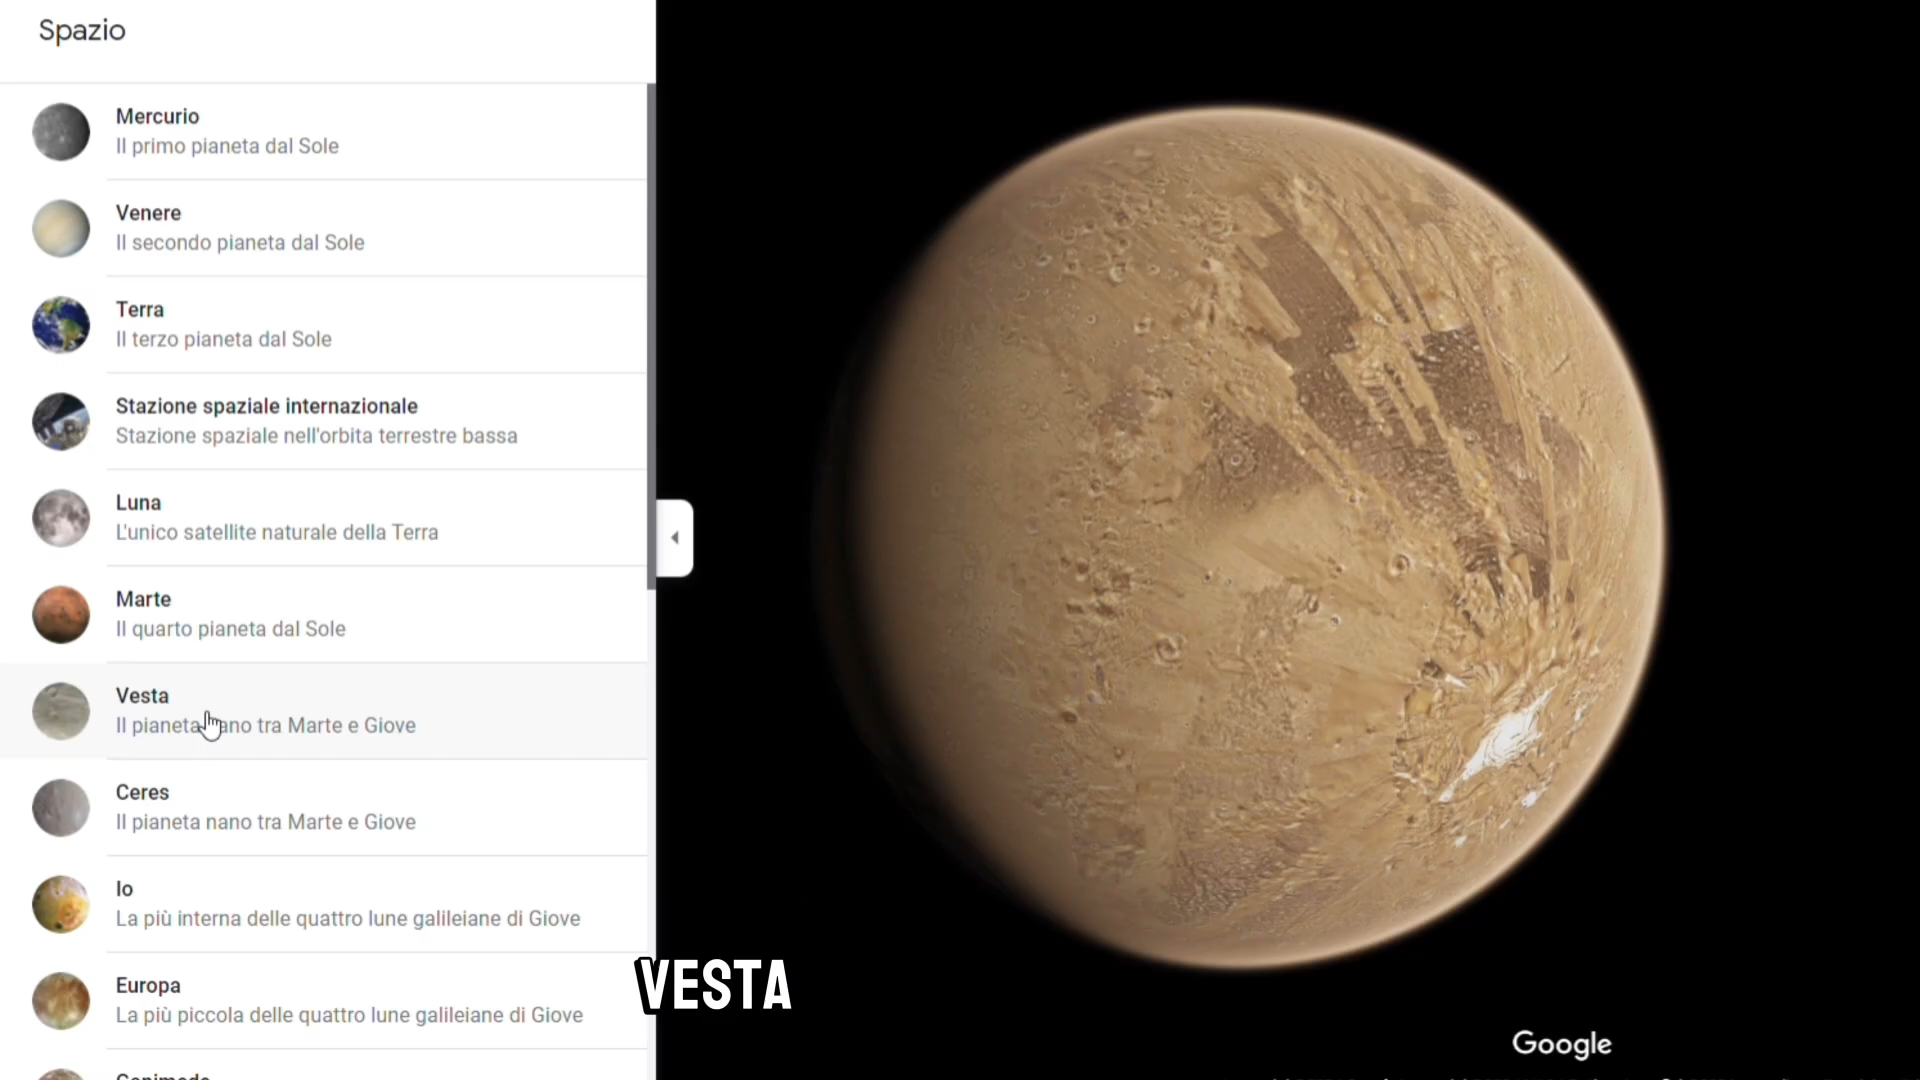 Spazio
Mercurio
Il primo pianeta dal Sole
Venere
Il secondo pianeta dal Sole
Terra
Il terzo pianeta dal Sole
Stazione spaziale internazionale
Stazione spaziale nell'orbita terrestre bassa
Luna
L'unico satellite naturale della Terra
Marte
Il quarto pianeta dal Sole
Vesta
Il pianeta nano tra Marte e Giove
Ceres
Il pianeta nano tra Marte e Giove
Io
La più interna delle quattro lune galileiane di Giove
Europa
La più piccola delle quattro lune galileiane di Giove
VESTA
Google